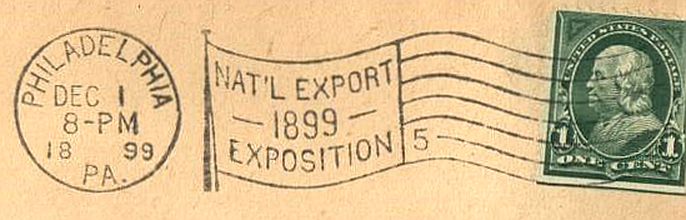 PHILADELPHIA
DEC 1
8-PM
18 99
PA.
NAT'L EXPORT
— 1899 —
EXPOSITION
5
UNITED STATES POSTAGE
1 1
ONE CENT